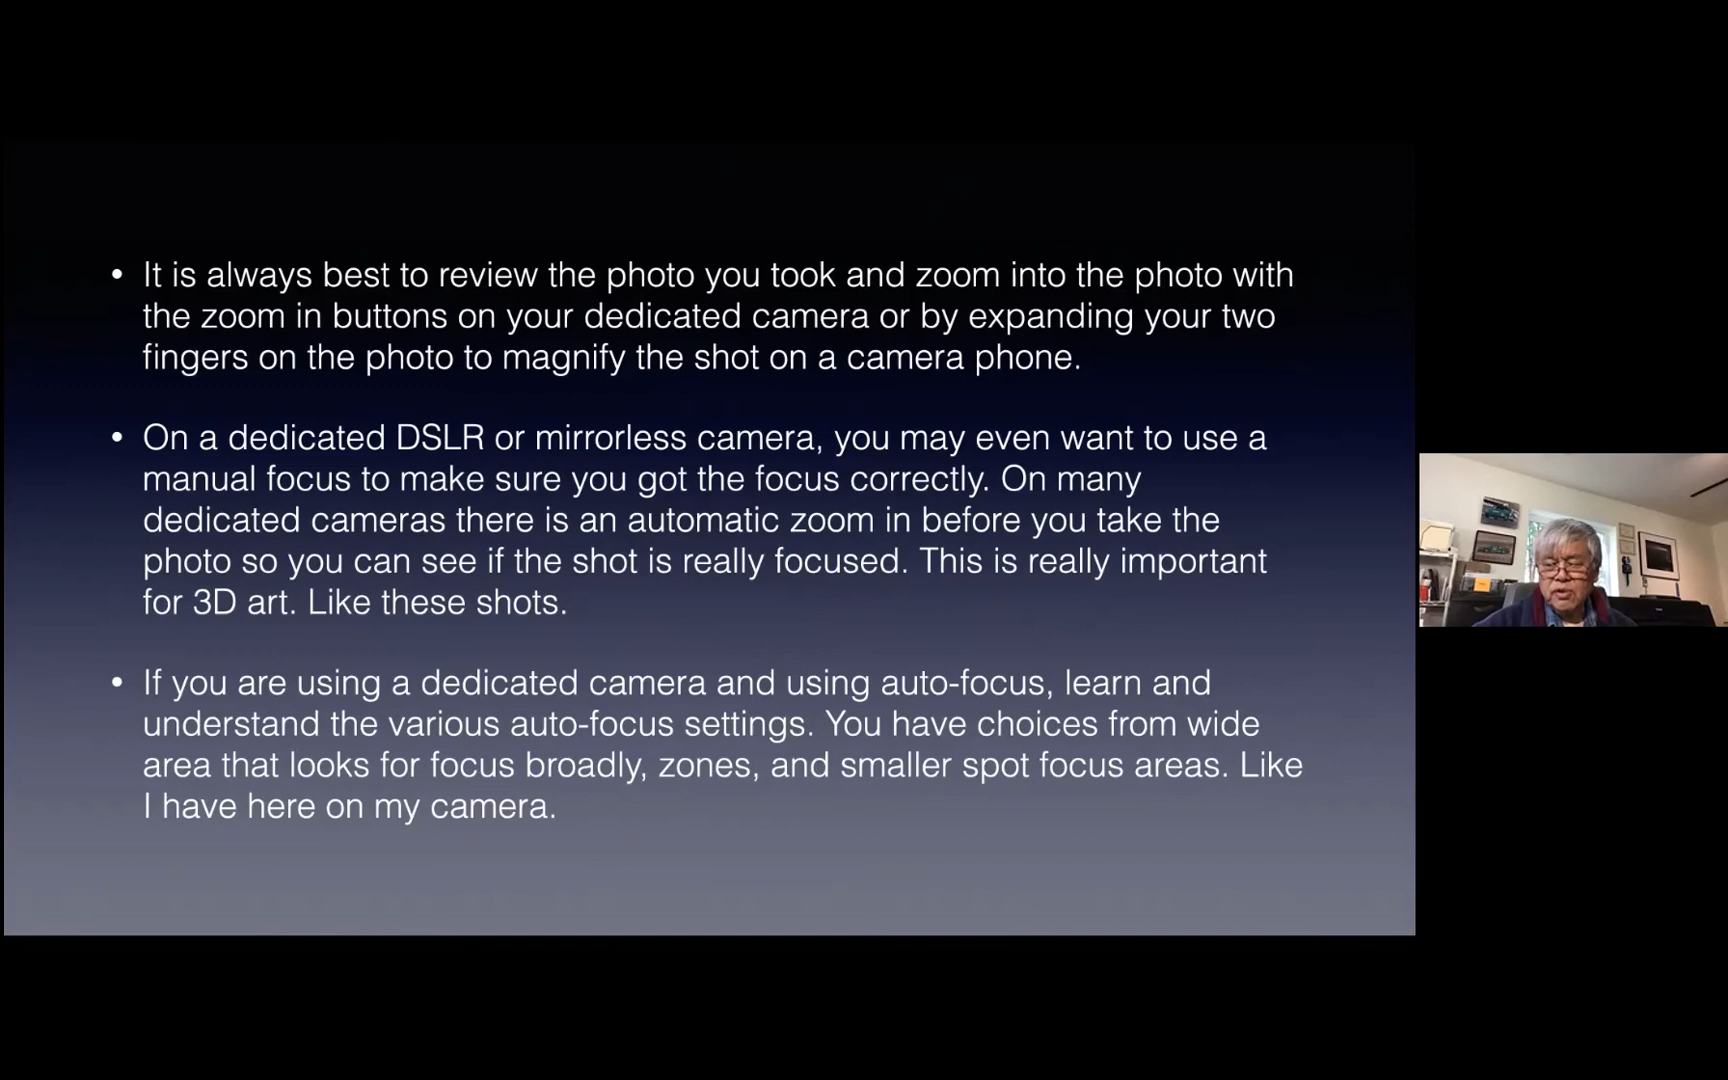 • It is always best to review the photo you took and zoom into the photo with
the zoom in buttons on your dedicated camera or by expanding your two
fingers on the photo to magnify the shot on a camera phone.
• On a dedicated DSLR or mirrorless camera, you may even want to use a
manual focus to make sure you got the focus correctly. On many
dedicated cameras there is an automatic zoom in before you take the
photo so you can see if the shot is really focused. This is really important
for 3D art. Like these shots.
• If you are using a dedicated camera and using auto-focus, learn and
understand the various auto-focus settings. You have choices from wide
area that looks for focus broadly, zones, and smaller spot focus areas. Like
I have here on my camera.